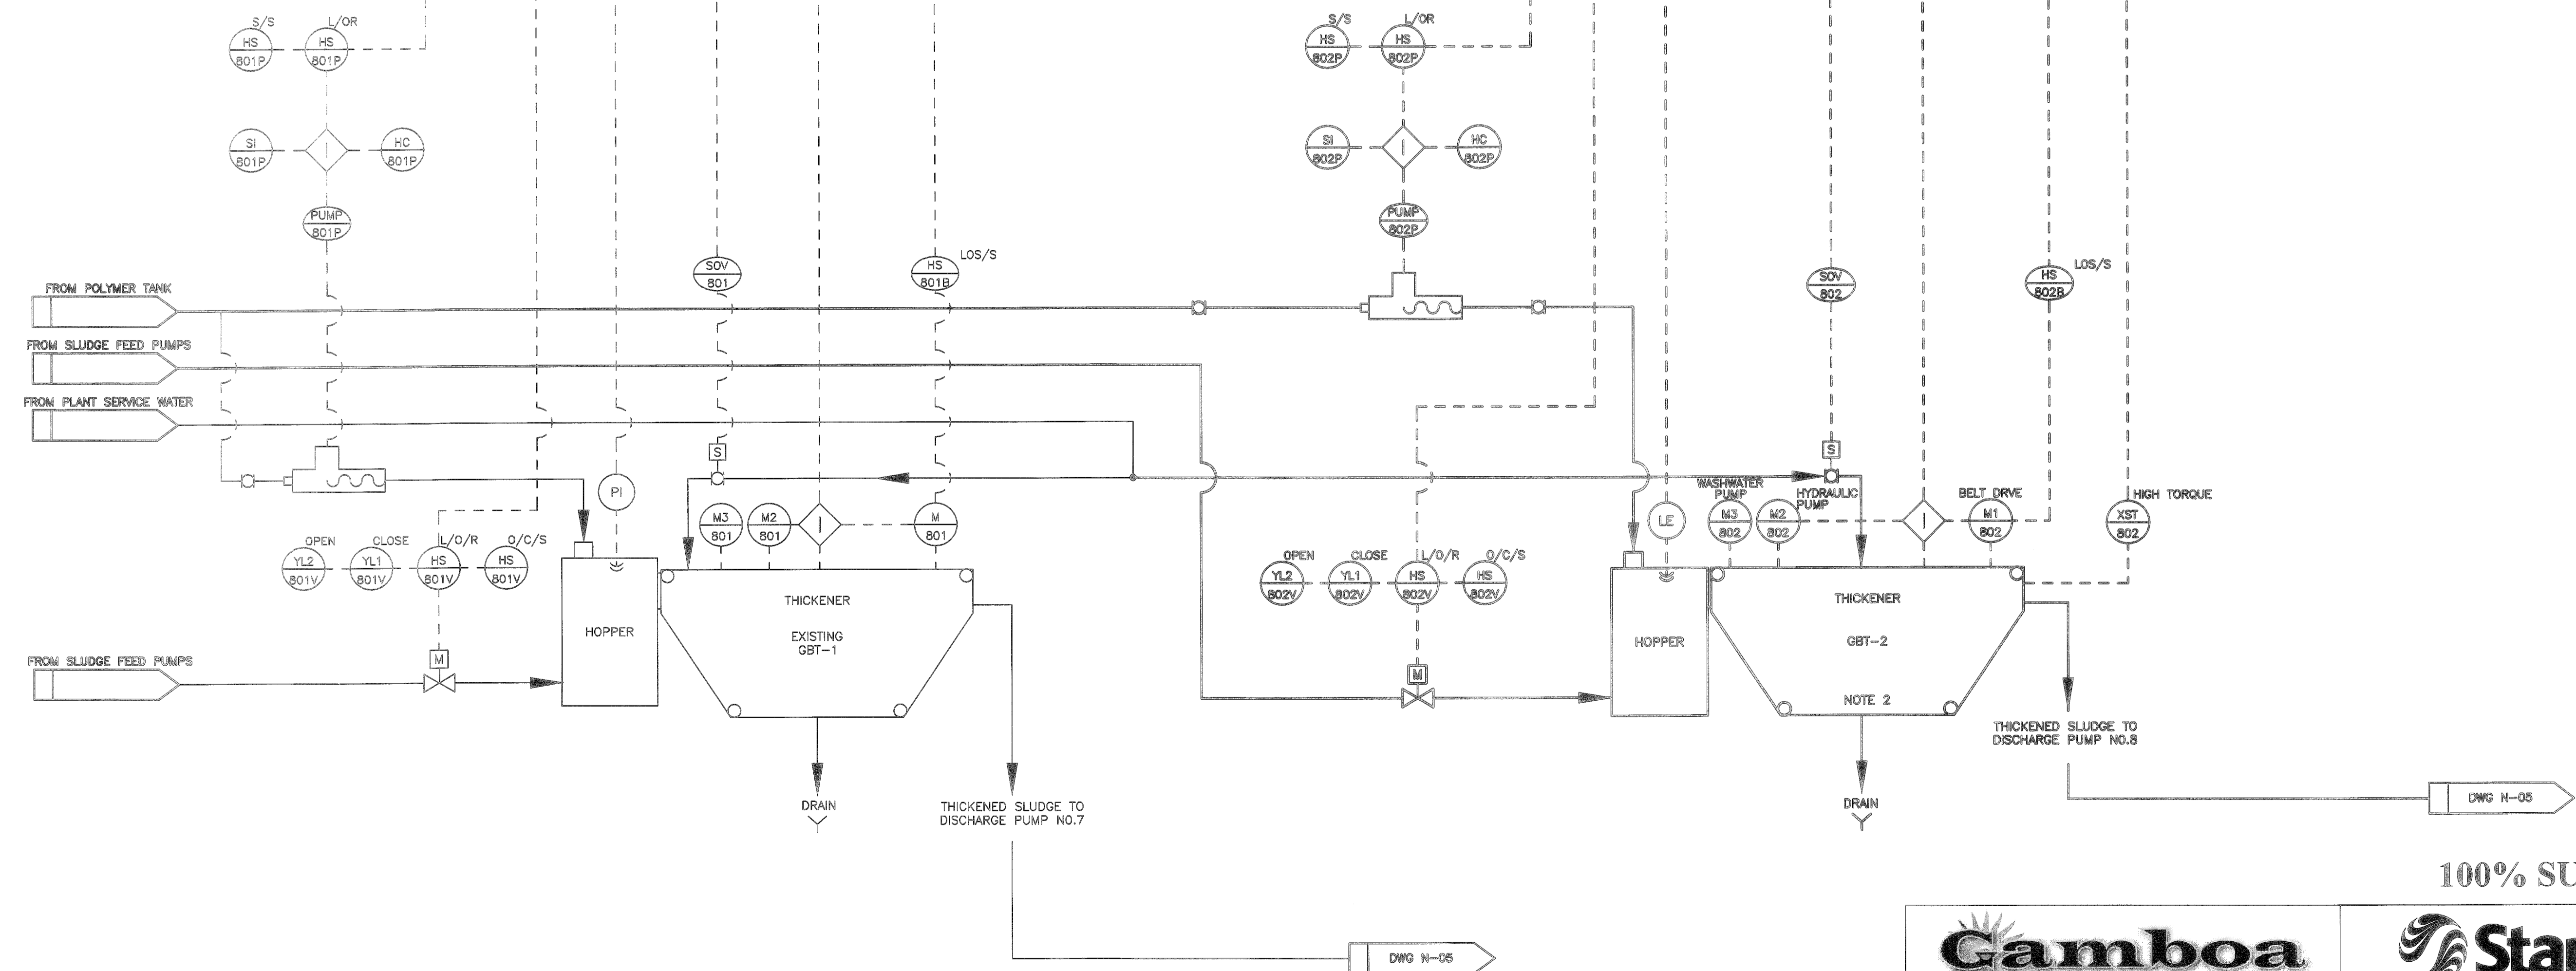 S/S
L/OR
HS
801P
HS
801P
SI
801P
I
HC
801P
PUMP
801P
SOV
801
HS
801B
LOS/S
S/S
L/OR
HS
802P
HS
802P
SI
802P
I
HC
802P
PUMP
802P
SOV
802
HS
802B
LOS/S
FROM POLYMER TANK
FROM SLUDGE FEED PUMPS
FROM PLANT SERVICE WATER
S
PI
M3
801
M2
801
I
M
801
OPEN
CLOSE
L/O/R
O/C/S
YL2
801V
YL1
801V
HS
801V
HS
801V
M
FROM SLUDGE FEED PUMPS
HOPPER
THICKENER
EXISTING
GBT-1
DRAIN
THICKENED SLUDGE TO
DISCHARGE PUMP NO.7
DWG N-05
S
WASHWATER
PUMP
HYDRAULIC
PUMP
BELT DRVE
HIGH TORQUE
LE
M3
802
M2
802
I
M1
802
XST
802
OPEN
CLOSE
L/O/R
O/C/S
YL2
802V
YL1
802V
HS
802V
HS
802V
M
HOPPER
THICKENER
GBT-2
NOTE 2
DRAIN
THICKENED SLUDGE TO
DISCHARGE PUMP NO.8
DWG N-05
100% SU
Gamboa
Star